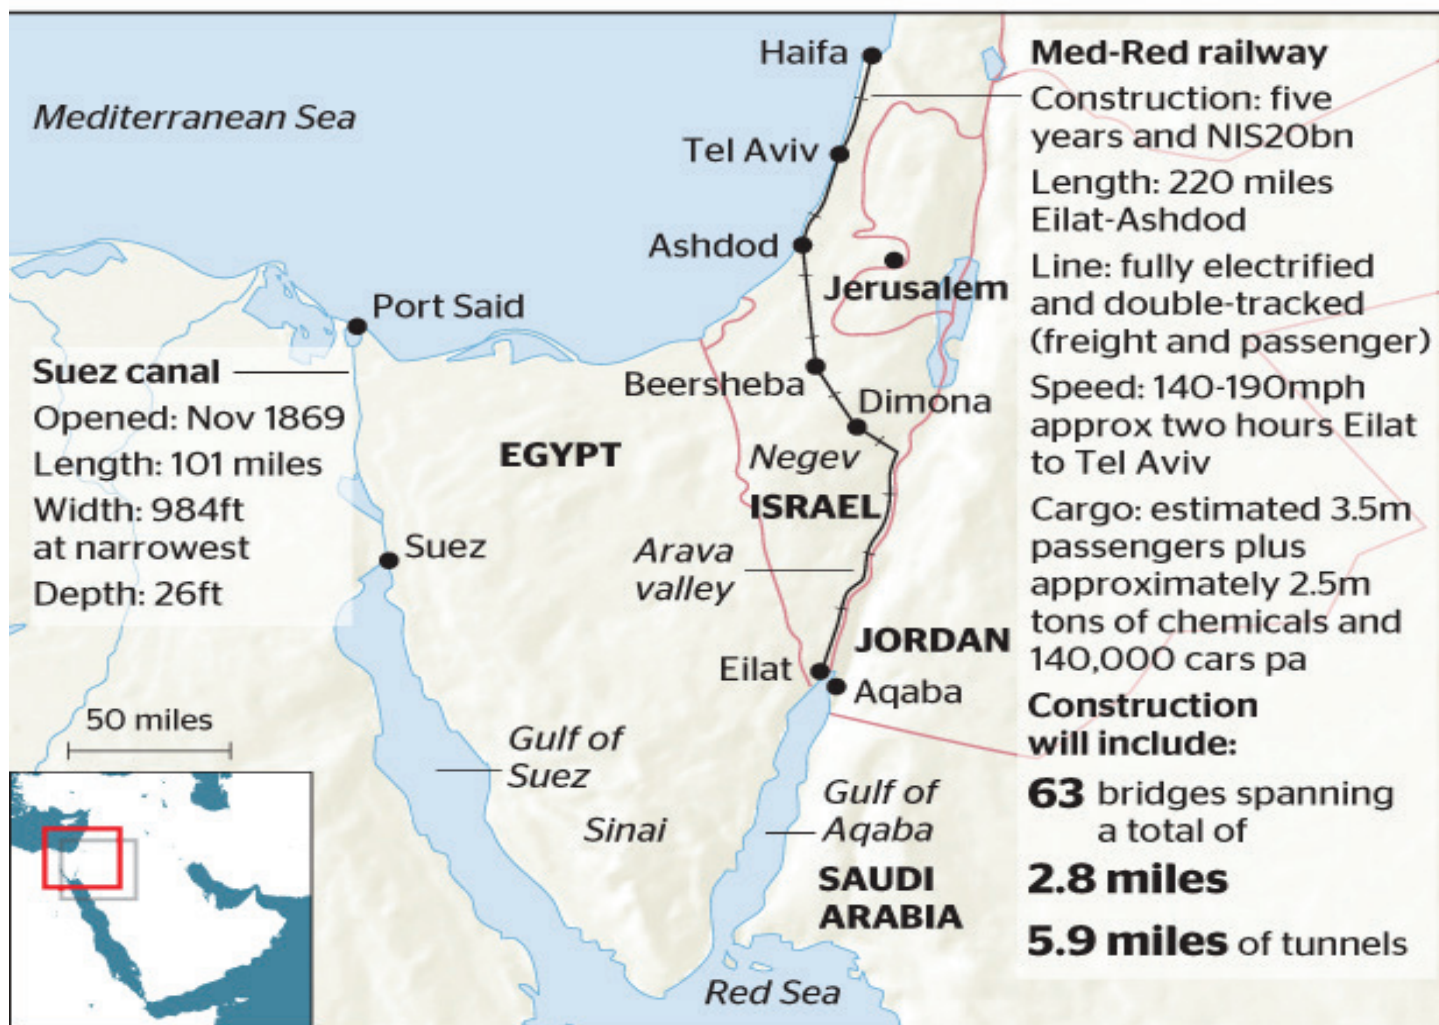 Mediterranean Sea
Haifa
Tel Aviv
Ashdod
Jerusalem
Port Said
Beersheba
Dimona
EGYPT
Negev
ISRAEL
Suez
Arava
valley
JORDAN
Eilat
Aqaba
Gulf of
Suez
Sinai
Gulf of
Aqaba
SAUDI
ARABIA
Red Sea
Suez canal
Opened: Nov 1869
Length: 101 miles
Width: 984ft
at narrowest
Depth: 26ft
50 miles
Med-Red railway
Construction: five
years and NIS20bn
Length: 220 miles
Eilat-Ashdod
Line: fully electrified
and double-tracked
(freight and passenger)
Speed: 140-190mph
approx two hours Eilat
to Tel Aviv
Cargo: estimated 3.5m
passengers plus
approximately 2.5m
tons of chemicals and
140,000 cars pa
Construction
will include:
63 bridges spanning
a total of
2.8 miles
5.9 miles of tunnels